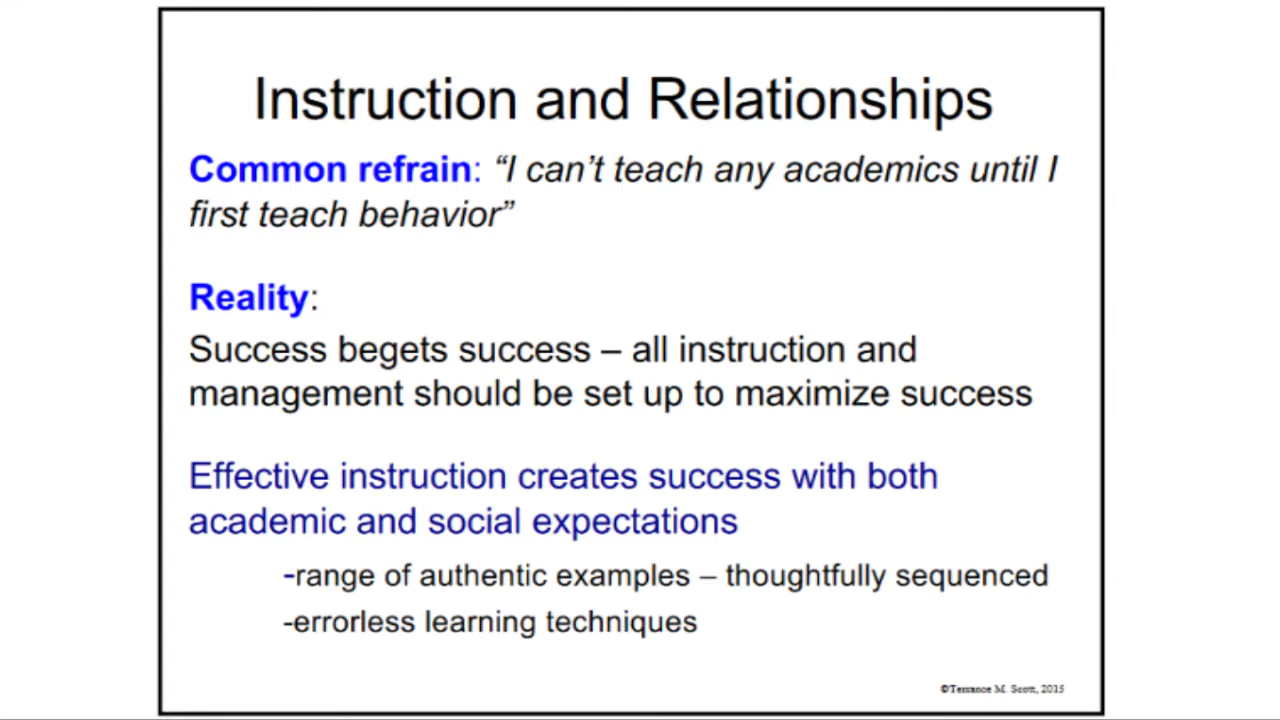 Instruction and Relationships
Common refrain: “I can’t teach any academics until I
first teach behavior”
Reality:
Success begets success – all instruction and
management should be set up to maximize success
Effective instruction creates success with both
academic and social expectations
-range of authentic examples – thoughtfully sequenced
-errorless learning techniques
©Terrance M. Scott, 2015